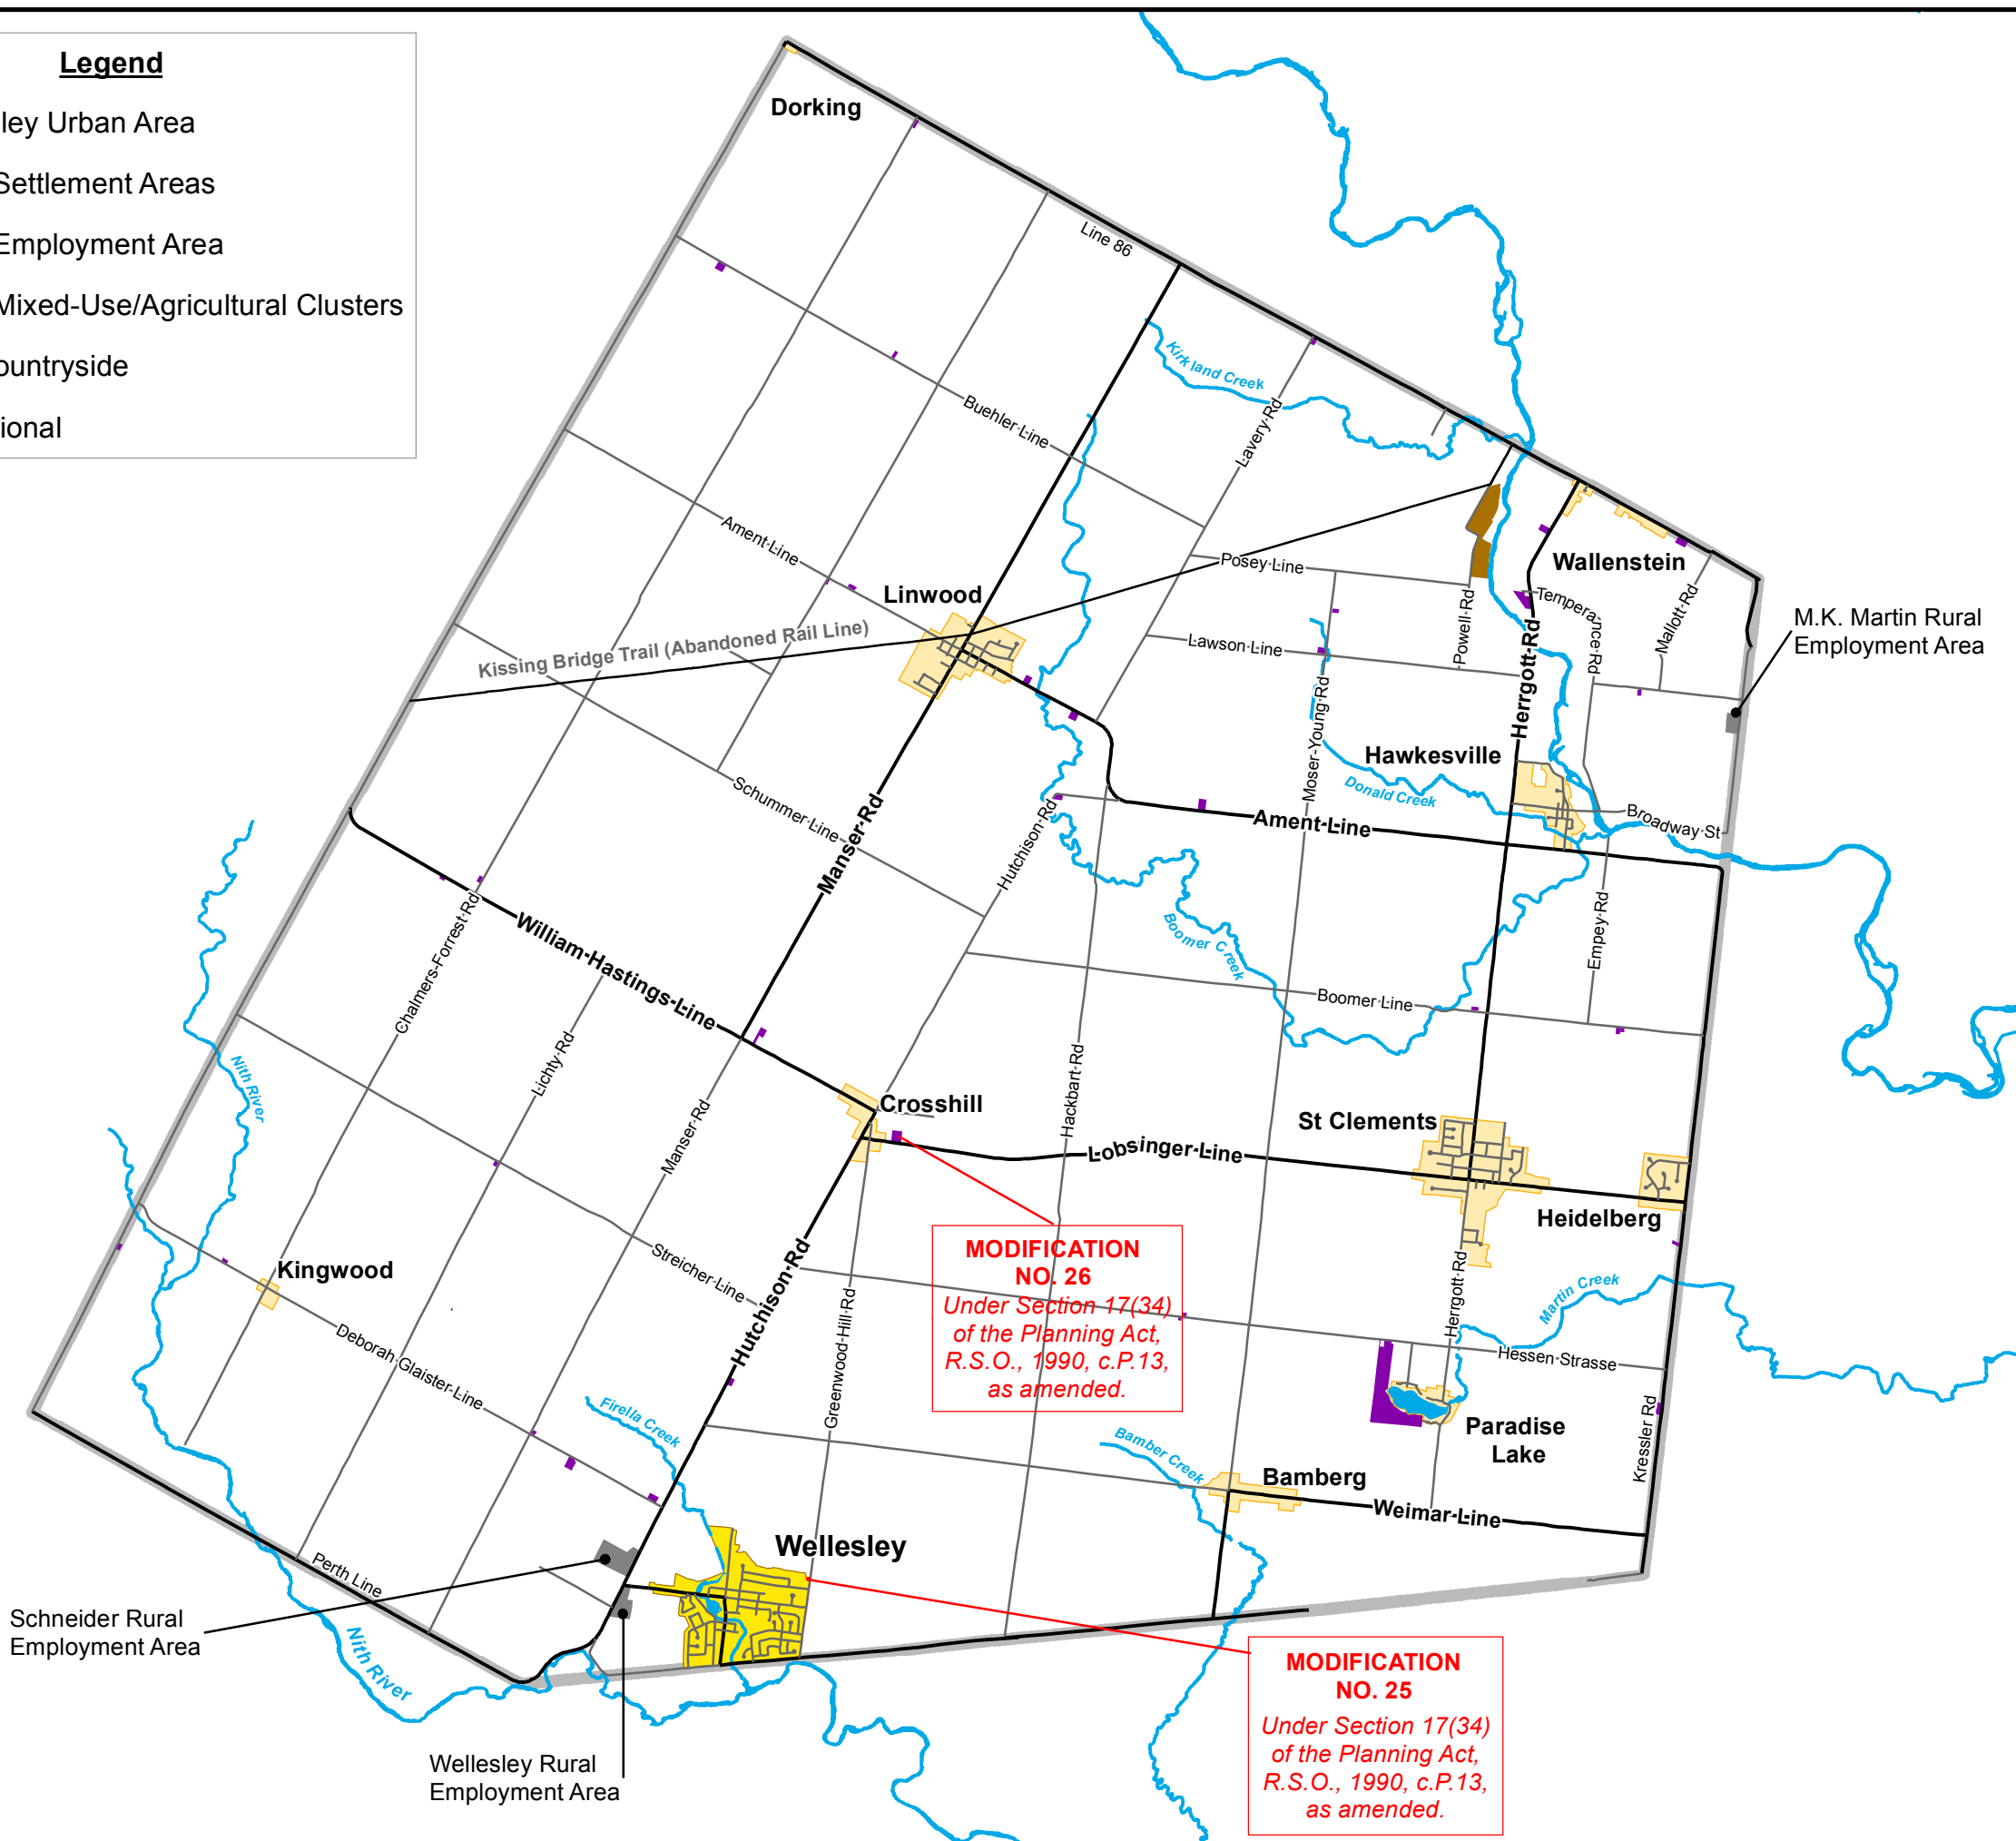 Legend
ley Urban Area
Settlement Areas
Employment Area
Mixed-Use/Agricultural Clusters
ountryside
ional
Dorking
Line 86
Kirkland Creek
Lavery Rd
Buehler Line
Ament Line
Linwood
Kissing Bridge Trail (Abandoned Rail Line)
Posey Line
Wallenstein
Temperance Rd
Mallott Rd
Powell Rd
Lawson Line
Herrgott Rd
M.K. Martin Rural
Employment Area
Moser-Young Rd
Hawkesville
Donald Creek
Broadway St
Schummer Line
Manser Rd
Hutchison Rd
Ament Line
Empey Rd
Chalmers-Forrest Rd
William Hastings Line
Boomer Creek
Boomer Line
Nith River
Lichty Rd
Manser Rd
Hackbart Rd
Crosshill
St Clements
Lobsinger Line
Heidelberg
Kingwood
Streicher Line
Hutchison Rd
Greenwood Hill Rd
MODIFICATION
NO. 26
Under Section 17(34)
of the Planning Act,
R.S.O., 1990, c.P.13,
as amended.
Herrgott Rd
Martin Creek
Hessen Strasse
Deborah Glaister Line
Firella Creek
Kressler Rd
Paradise
Lake
Bamber Creek
Bamberg
Weimar Line
Wellesley
Perth Line
Schneider Rural
Employment Area
Nith River
Wellesley Rural
Employment Area
MODIFICATION
NO. 25
Under Section 17(34)
of the Planning Act,
R.S.O., 1990, c.P.13,
as amended.